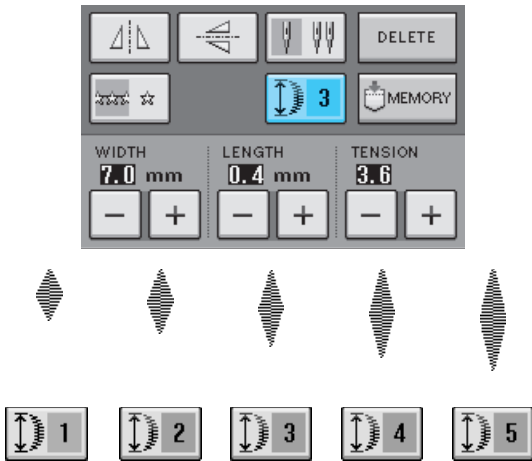 DELETE
3
MEMORY
WIDTH LENGTH TENSION
7.0 mm 0.4 mm 3.6
− + − + − +
1 2 3 4 5